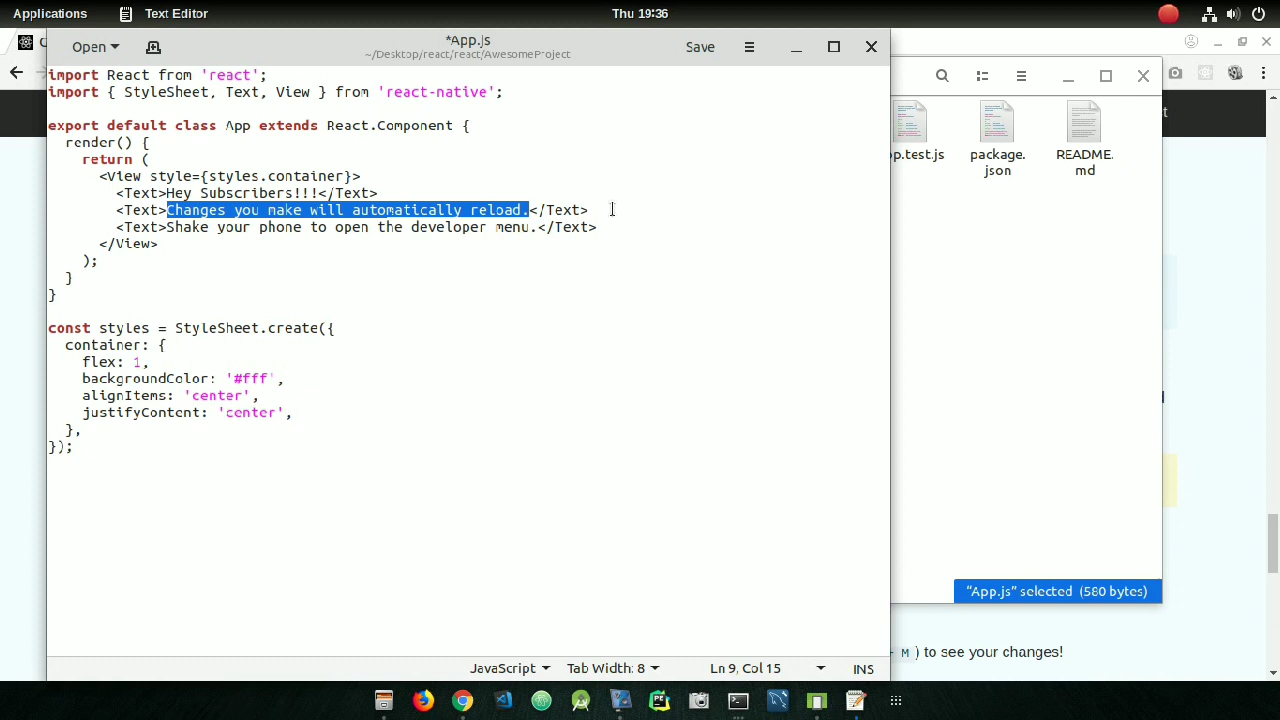 Applications
Text Editor
Thu 19:36
Open
*App.js
~/Desktop/react/react/AwesomeProject
Save
import React from 'react';
import { StyleSheet, Text, View } from 'react-native';
export default class App extends React.Component {
render() {
return (
<View style={styles.container}>
<Text>Hey Subscribers!!!</Text>
<Text>Changes you make will automatically reload.</Text>
<Text>Shake your phone to open the developer menu.</Text>
</View>
);
}
}
const styles = StyleSheet.create({
container: {
flex: 1,
backgroundColor: '#fff',
alignItems: 'center',
justifyContent: 'center',
},
});
JavaScript
Tab Width: 8
Ln 9, Col 15
INS
pp.test.js
package.json
README.md
"App.js" selected (580 bytes)
M ) to see your changes!